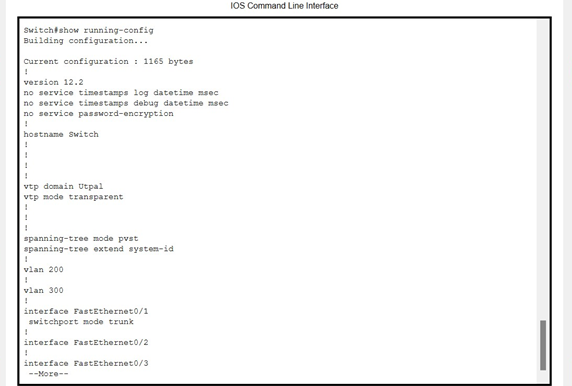 IOS Command Line Interface
Switch#show running-config
Building configuration...
Current configuration : 1165 bytes
!
version 12.2
no service timestamps log datetime msec
no service timestamps debug datetime msec
no service password-encryption
!
hostname Switch
!
!
!
!
vtp domain Utpal
vtp mode transparent
!
!
!
spanning-tree mode pvst
spanning-tree extend system-id
!
vlan 200
!
vlan 300
!
interface FastEthernet0/1
 switchport mode trunk
!
interface FastEthernet0/2
!
interface FastEthernet0/3
 --More--